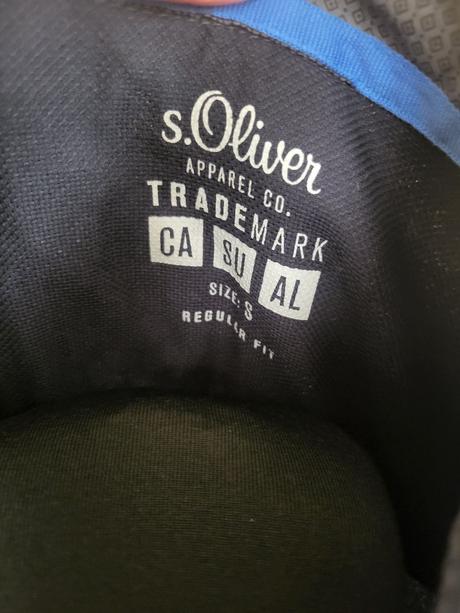 s.Oliver
APPAREL CO.
TRADEMARK
CA SU AL
SIZE: S
REGULAR FIT